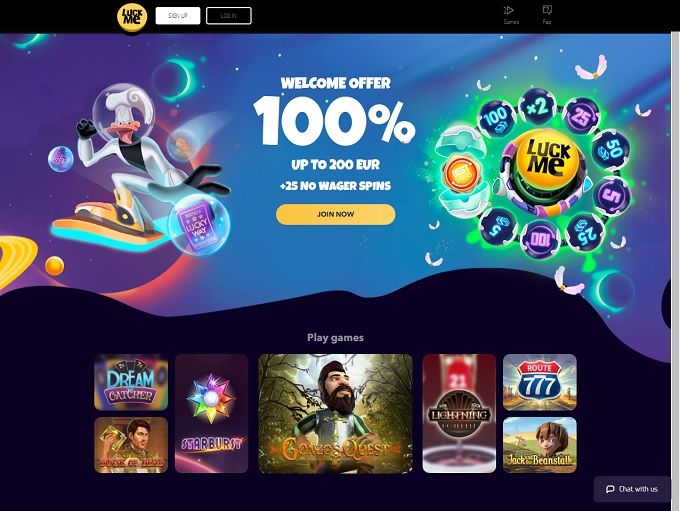 LUCK
ME
SIGN UP
LOG IN
Games
Faq
WELCOME OFFER
100%
UP TO 200 EUR
+25 NO WAGER SPINS
JOIN NOW
LUCKY
WAY
100
×2
25
50
5
25
100
5
LUCK
ME
Play games
DREAM
CATCHER
STARBURST
GONZO'S QUEST
21
LIGHTNING
ROULETTE
ROUTE
777
BOOK OF DEAD
Jack and the Beanstalk
Chat with us